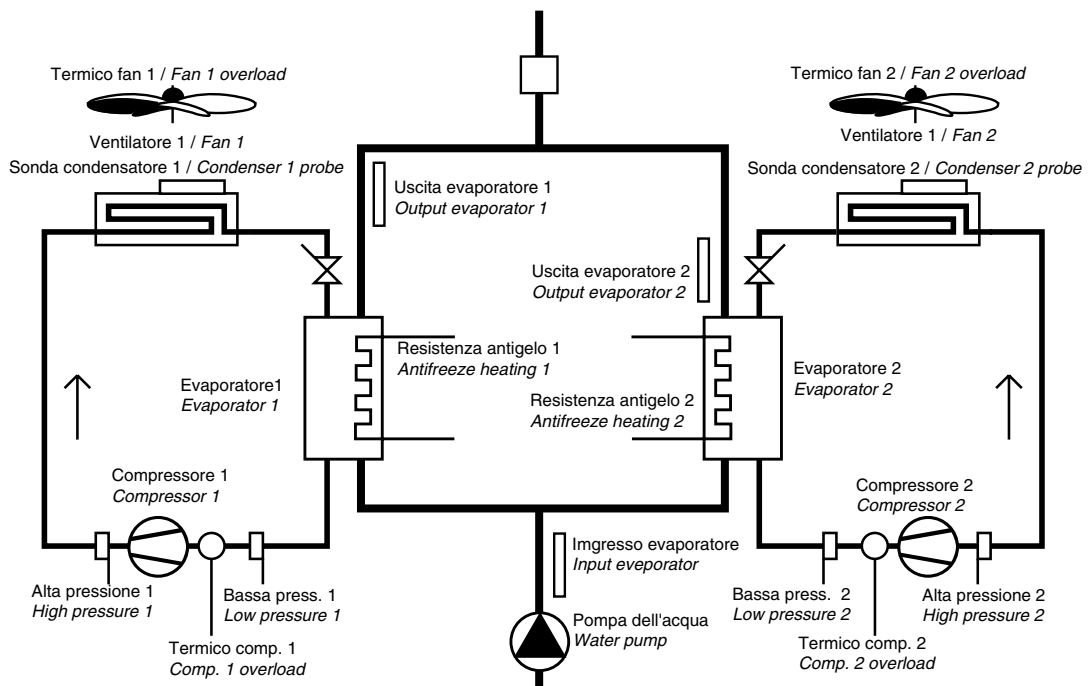 Termico fan 1 / Fan 1 overload
Ventilatore 1 / Fan 1
Sonda condensatore 1 / Condenser 1 probe
Termico fan 2 / Fan 2 overload
Ventilatore 1 / Fan 2
Sonda condensatore 2 / Condenser 2 probe
Uscita evaporatore 1
Output evaporator 1
Uscita evaporatore 2
Output evaporator 2
Resistenza antigelo 1
Antifreeze heating 1
Resistenza antigelo 2
Antifreeze heating 2
Evaporatore1
Evaporator 1
Evaporatore 2
Evaporator 2
Compressore 1
Compressor 1
Compressore 2
Compressor 2
Imgresso evaporatore
Input eveporator
Alta pressione 1
High pressure 1
Bassa press. 1
Low pressure 1
Termico comp. 1
Comp. 1 overload
Pompa dell'acqua
Water pump
Bassa press. 2
Low pressure 2
Alta pressione 2
High pressure 2
Termico comp. 2
Comp. 2 overload